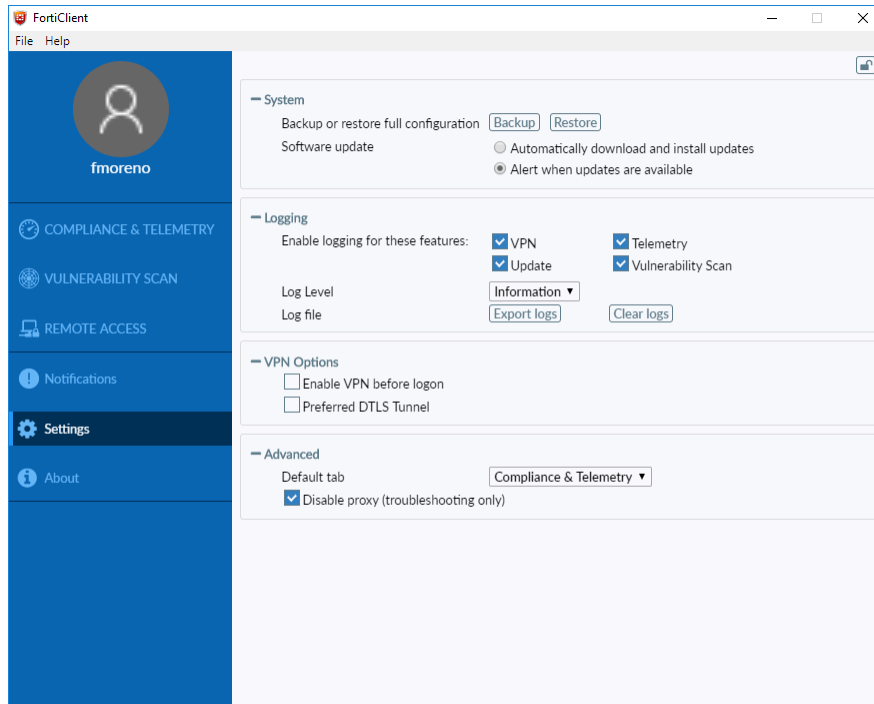 FortiClient
File Help
fmoreno
COMPLIANCE & TELEMETRY
VULNERABILITY SCAN
REMOTE ACCESS
Notifications
Settings
About
System
Backup or restore full configuration Backup Restore
Software update Automatically download and install updates
Alert when updates are available
Logging
Enable logging for these features: VPN Telemetry
Update Vulnerability Scan
Log Level Information
Log file Export logs Clear logs
VPN Options
Enable VPN before logon
Preferred DTLS Tunnel
Advanced
Default tab Compliance & Telemetry
Disable proxy (troubleshooting only)